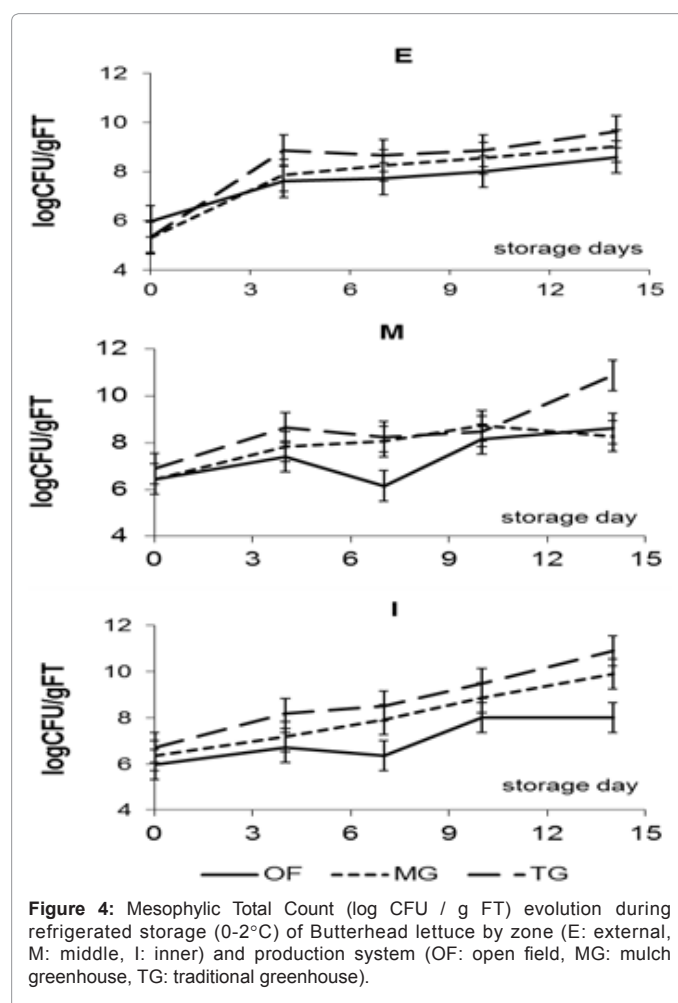 E
12
10
8
6
4
logCFU/gFT
storage days
0 3 6 9 12 15
M
12
10
8
6
4
logCFU/gFT
storage day
0 3 6 9 12 15
I
12
10
8
6
4
logCFU/gFT
storage day
0 3 6 9 12 15
OF MG TG
Figure 4: Mesophylic Total Count (log CFU / g FT) evolution during
refrigerated storage (0-2°C) of Butterhead lettuce by zone (E: external,
M: middle, I: inner) and production system (OF: open field, MG: mulch
greenhouse, TG: traditional greenhouse).